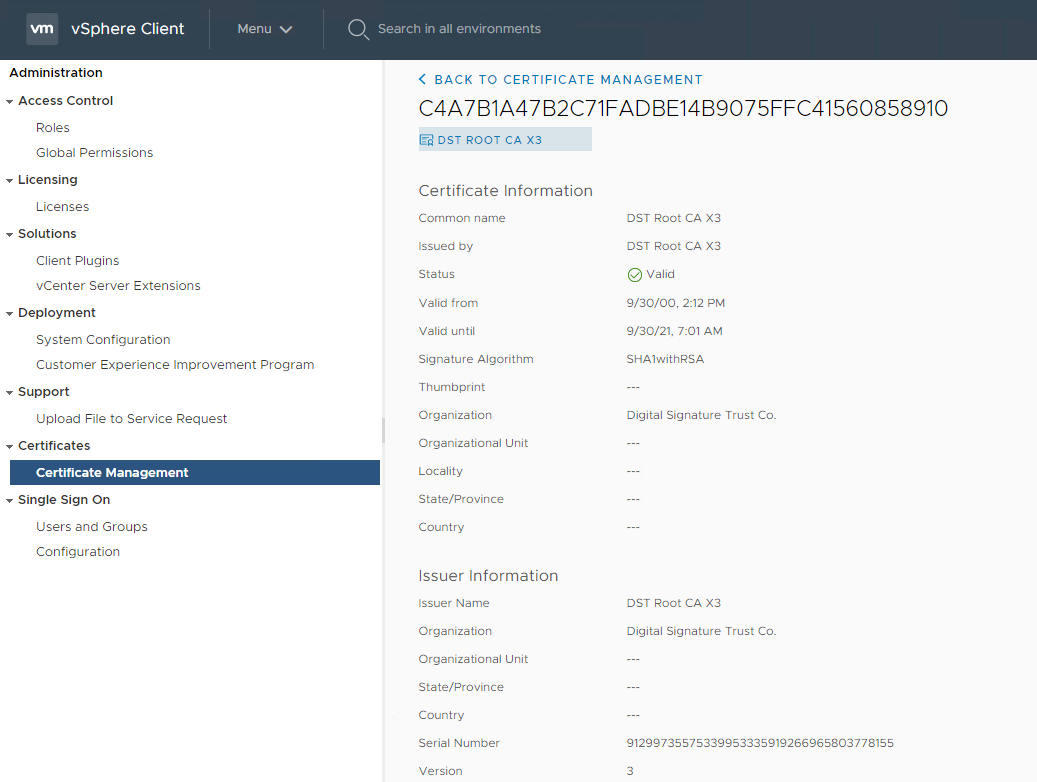 vm vSphere Client Menu Search in all environments
Administration
Access Control
Roles
Global Permissions
Licensing
Licenses
Solutions
Client Plugins
vCenter Server Extensions
Deployment
System Configuration
Customer Experience Improvement Program
Support
Upload File to Service Request
Certificates
Certificate Management
Single Sign On
Users and Groups
Configuration
BACK TO CERTIFICATE MANAGEMENT
C4A7B1A47B2C71FADBE14B9075FFC41560858910
DST ROOT CA X3
Certificate Information
Common name DST Root CA X3
Issued by DST Root CA X3
Status Valid
Valid from 9/30/00, 2:12 PM
Valid until 9/30/21, 7:01 AM
Signature Algorithm SHA1withRSA
Thumbprint ---
Organization Digital Signature Trust Co.
Organizational Unit ---
Locality ---
State/Province ---
Country ---
Issuer Information
Issuer Name DST Root CA X3
Organization Digital Signature Trust Co.
Organizational Unit ---
State/Province ---
Country ---
Serial Number 91299735575339953335919266965803778155
Version 3